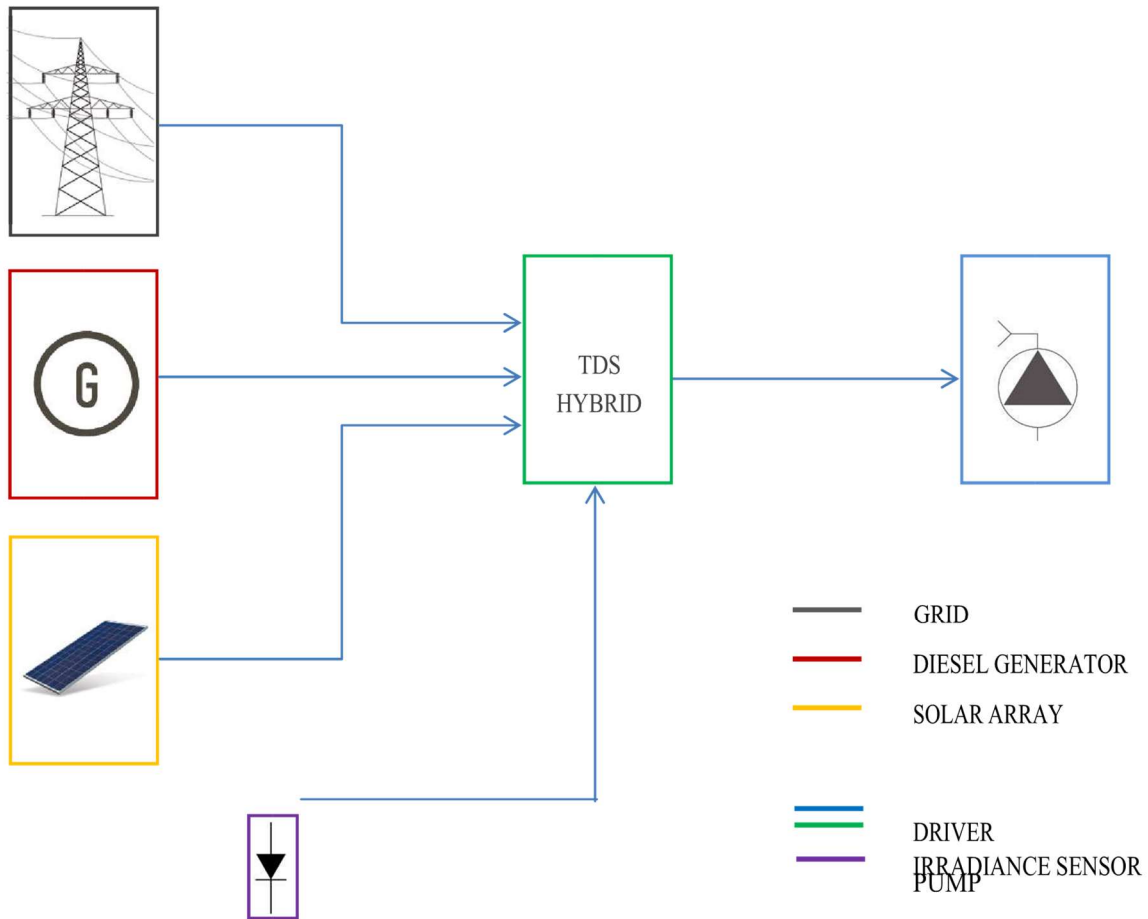 G
TDS
HYBRID
GRID
DIESEL GENERATOR
SOLAR ARRAY
DRIVER
IRRADIANCE SENSOR
PUMP